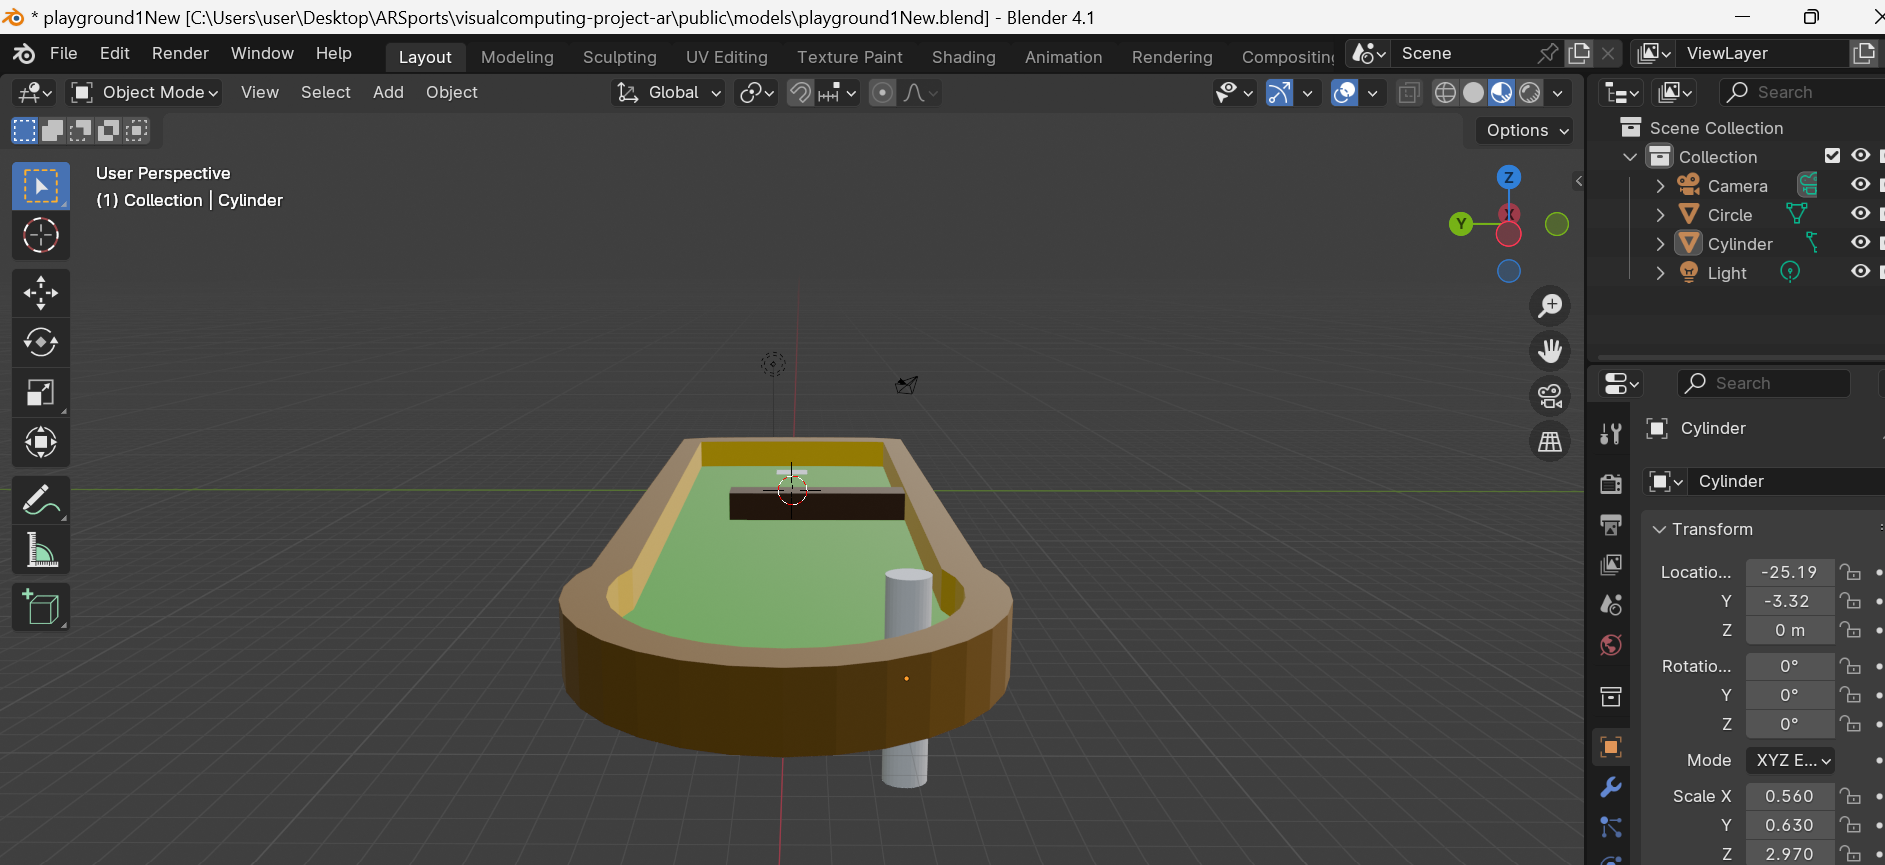 * playground1New [C:\Users\user\Desktop\ARSports\visualcomputing-project-ar\public\models\playground1New.blend] - Blender 4.1
File Edit Render Window Help Layout Modeling Sculpting UV Editing Texture Paint Shading Animation Rendering Compositing Scene ViewLayer
Object Mode View Select Add Object Global Search
Options
User Perspective
(1) Collection | Cylinder
Z
X
Y
Scene Collection
Collection
Camera
Circle
Cylinder
Light
Search
Cylinder
Cylinder
Transform
Locatio... -25.19
Y -3.32
Z 0 m
Rotatio... 0°
Y 0°
Z 0°
Mode XYZ E...
Scale X 0.560
Y 0.630
Z 2.970